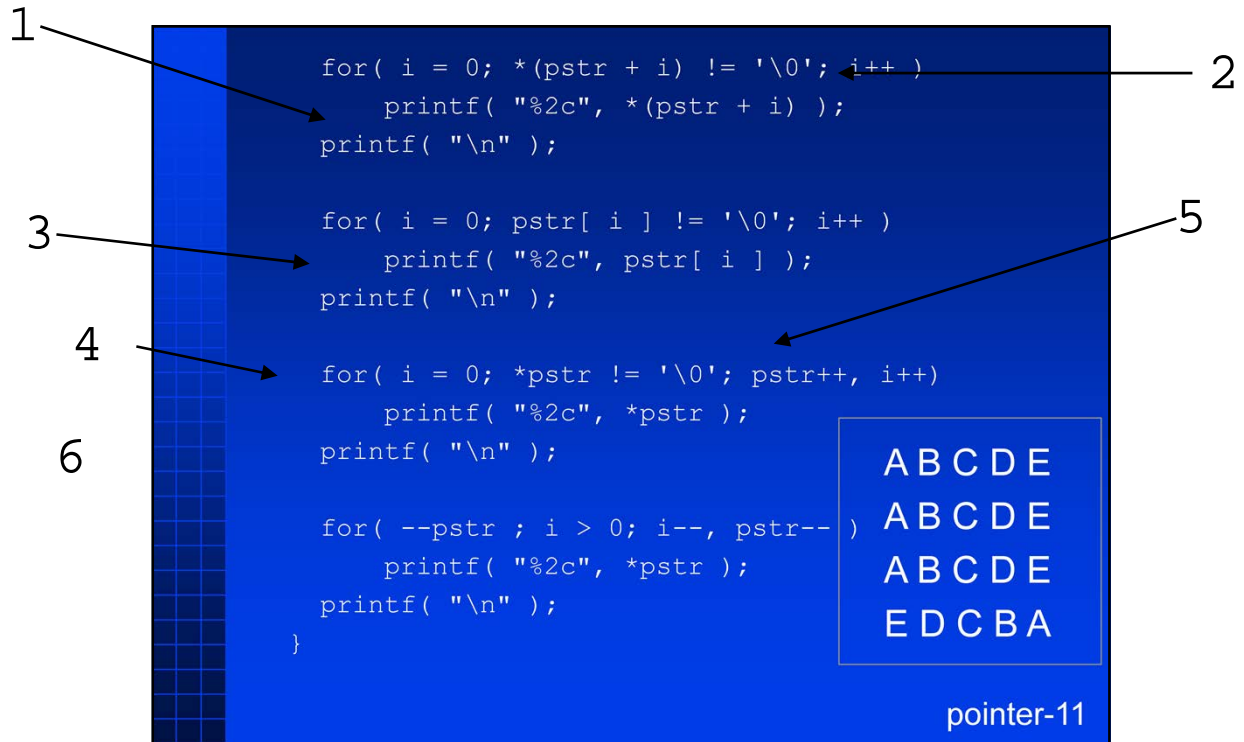 1
for( i = 0; *(pstr + i) != '\0'; i++ )
2
printf( "%2c", *(pstr + i) );
printf( "\n" );
for( i = 0; pstr[ i ] != '\0'; i++ )
5
3
printf( "%2c", pstr[ i ] );
printf( "\n" );
4
for( i = 0; *pstr != '\0'; pstr++, i++)
printf( "%2c", *pstr );
printf( "\n" );
6
A B C D E
for( --pstr ; i > 0; i--, pstr-- )
A B C D E
printf( "%2c", *pstr );
A B C D E
printf( "\n" );
E D C B A
}
pointer-11